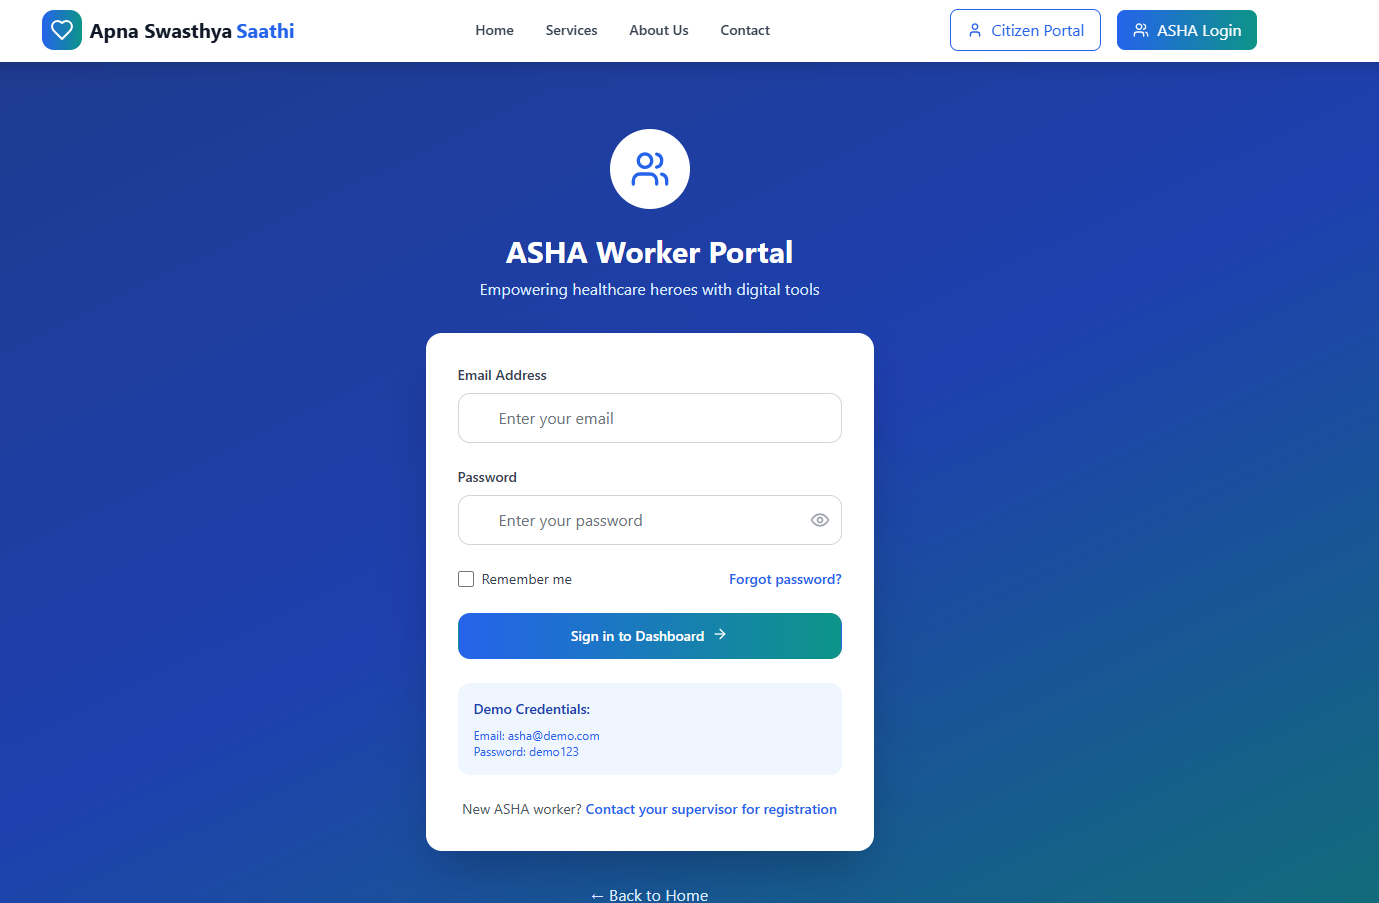 Apna Swasthya Saathi
Home
Services
About Us
Contact
Citizen Portal
ASHA Login
ASHA Worker Portal
Empowering healthcare heroes with digital tools
Email Address
Enter your email
Password
Enter your password
Remember me
Forgot password?
Sign in to Dashboard →
Demo Credentials:
Email: asha@demo.com
Password: demo123
New ASHA worker? Contact your supervisor for registration
← Back to Home